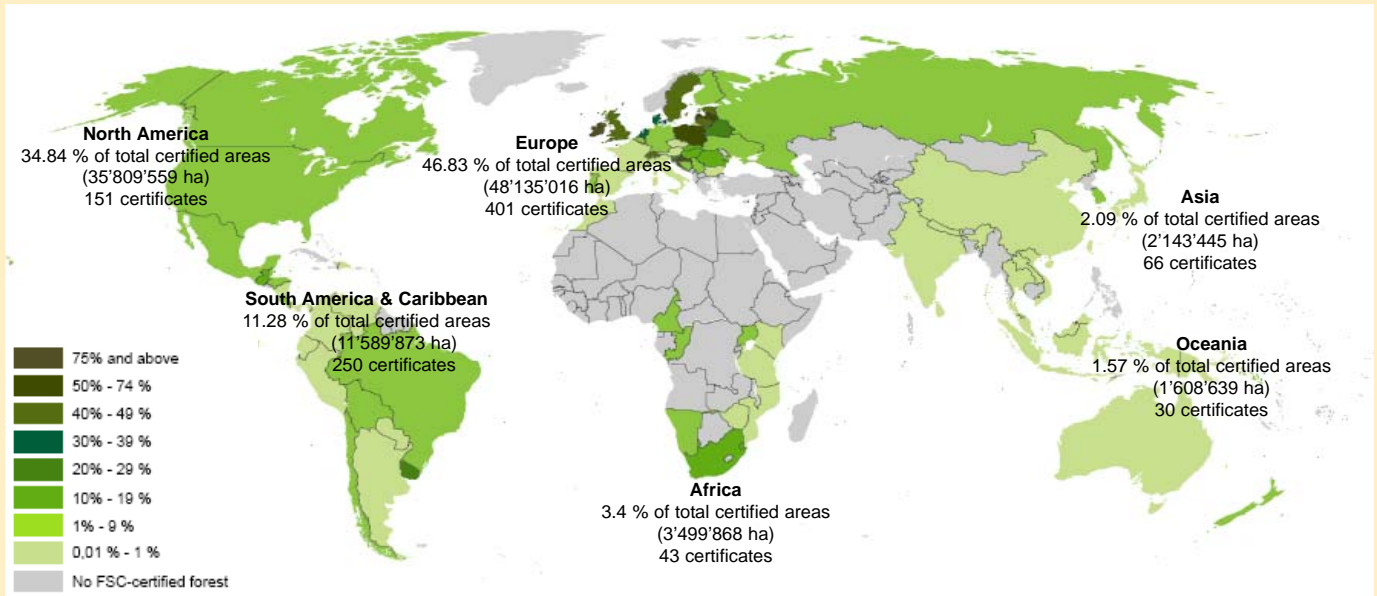 North America
34.84 % of total certified areas
(35'809'559 ha)
151 certificates
Europe
46.83 % of total certified areas
(48'135'016 ha)
401 certificates
Asia
2.09 % of total certified areas
(2'143'445 ha)
66 certificates
South America & Caribbean
11.28 % of total certified areas
(11'589'873 ha)
250 certificates
Oceania
1.57 % of total certified areas
(1'608'639 ha)
30 certificates
Africa
3.4 % of total certified areas
(3'499'868 ha)
43 certificates
75% and above
50% - 74 %
40% - 49 %
30% - 39 %
20% - 29 %
10% - 19 %
1% - 9 %
0,01 % - 1 %
No FSC-certified forest